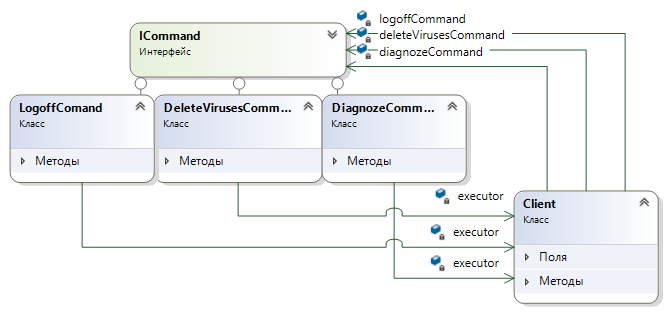 ICommand
Интерфейс
logoffCommand
deleteVirusesCommand
diagnozeCommand
LogoffComand
Класс
Методы
DeleteVirusesComm...
Класс
Методы
DiagnozeComm...
Класс
Методы
executor
executor
executor
Client
Класс
Поля
Методы